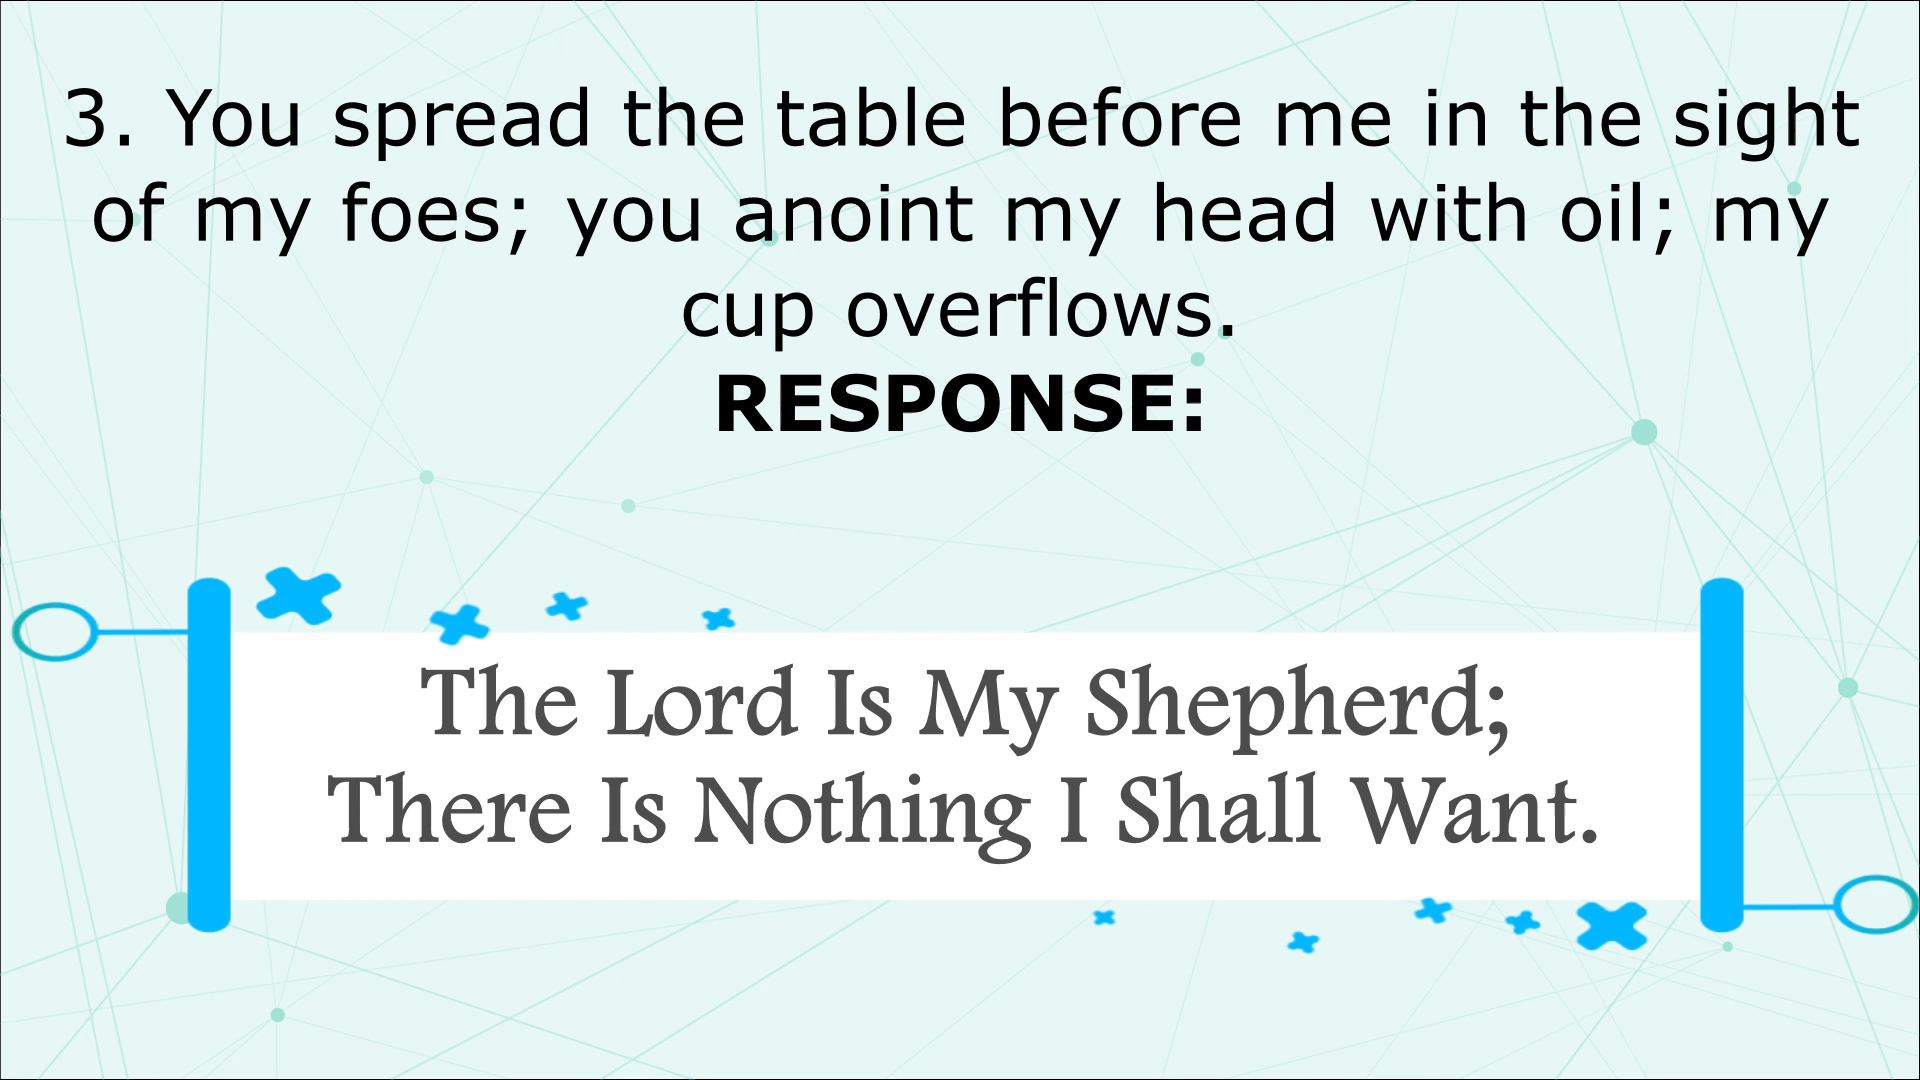 3. You spread the table before me in the sight
of my foes; you anoint my head with oil; my
cup overflows.
RESPONSE:
The Lord Is My Shepherd;
There Is Nothing I Shall Want.